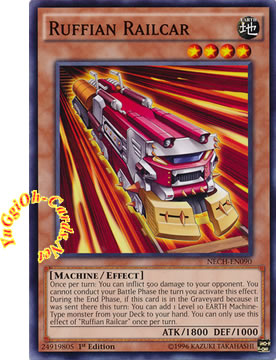 RUFFIAN RAILCAR
EARTH
地
YuGgiOh-Cards.Net
NECH-EN090
[MACHINE / EFFECT]
Once per turn: You can inflict 500 damage to your opponent. You
cannot conduct your Battle Phase the turn you activate this effect.
During the End Phase, if this card is in the Graveyard because it
was sent there this turn: You can add 1 Level 10 EARTH Machine-
Type monster from your Deck to your hand. You can only use this
effect of "Ruffian Railcar" once per turn.
ATK/1800 DEF/1000
24919805 1st Edition ©1996 KAZUKI TAKAHASHI